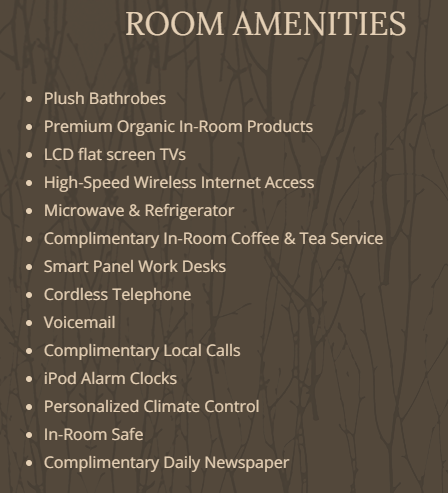 ROOM AMENITIES
• Plush Bathrobes
• Premium Organic In-Room Products
• LCD flat screen TVs
• High-Speed Wireless Internet Access
• Microwave & Refrigerator
• Complimentary In-Room Coffee & Tea Service
• Smart Panel Work Desks
• Cordless Telephone
• Voicemail
• Complimentary Local Calls
• iPod Alarm Clocks
• Personalized Climate Control
• In-Room Safe
• Complimentary Daily Newspaper